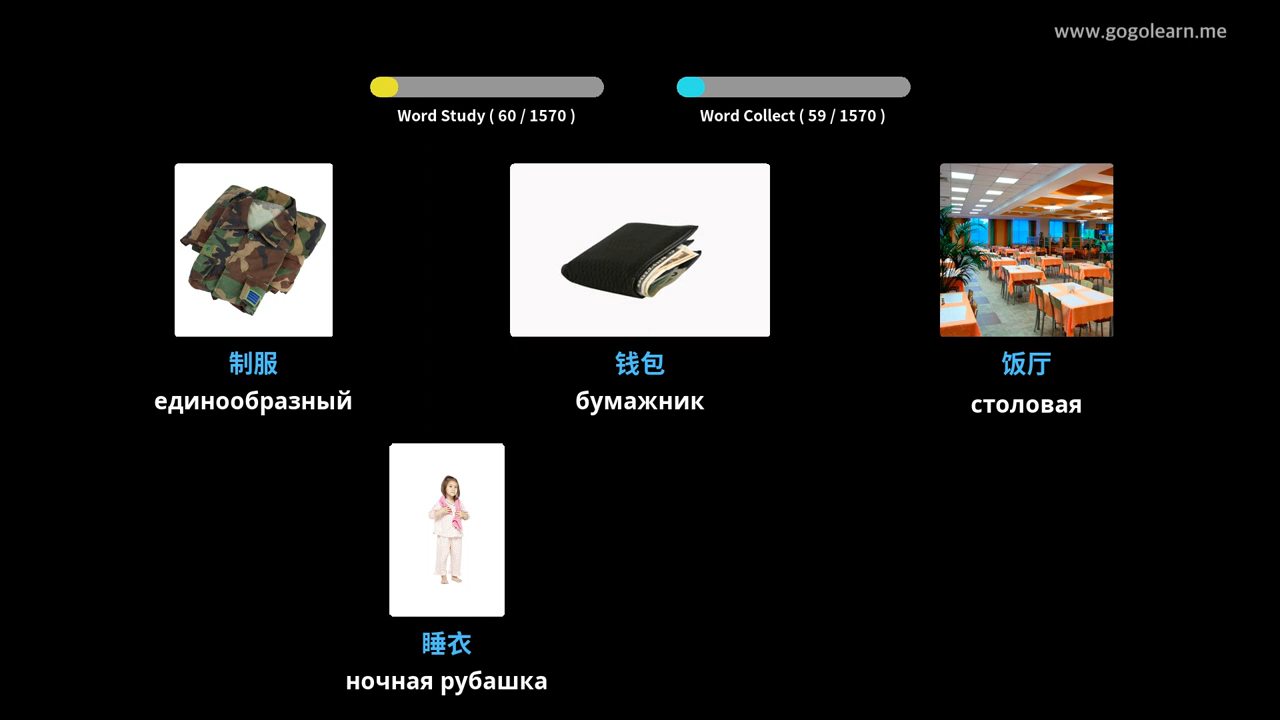 www.gogolearn.me
Word Study ( 60 / 1570 )
Word Collect ( 59 / 1570 )
制服
钱包
饭厅
единообразный
бумажник
столовая
睡衣
ночная рубашка